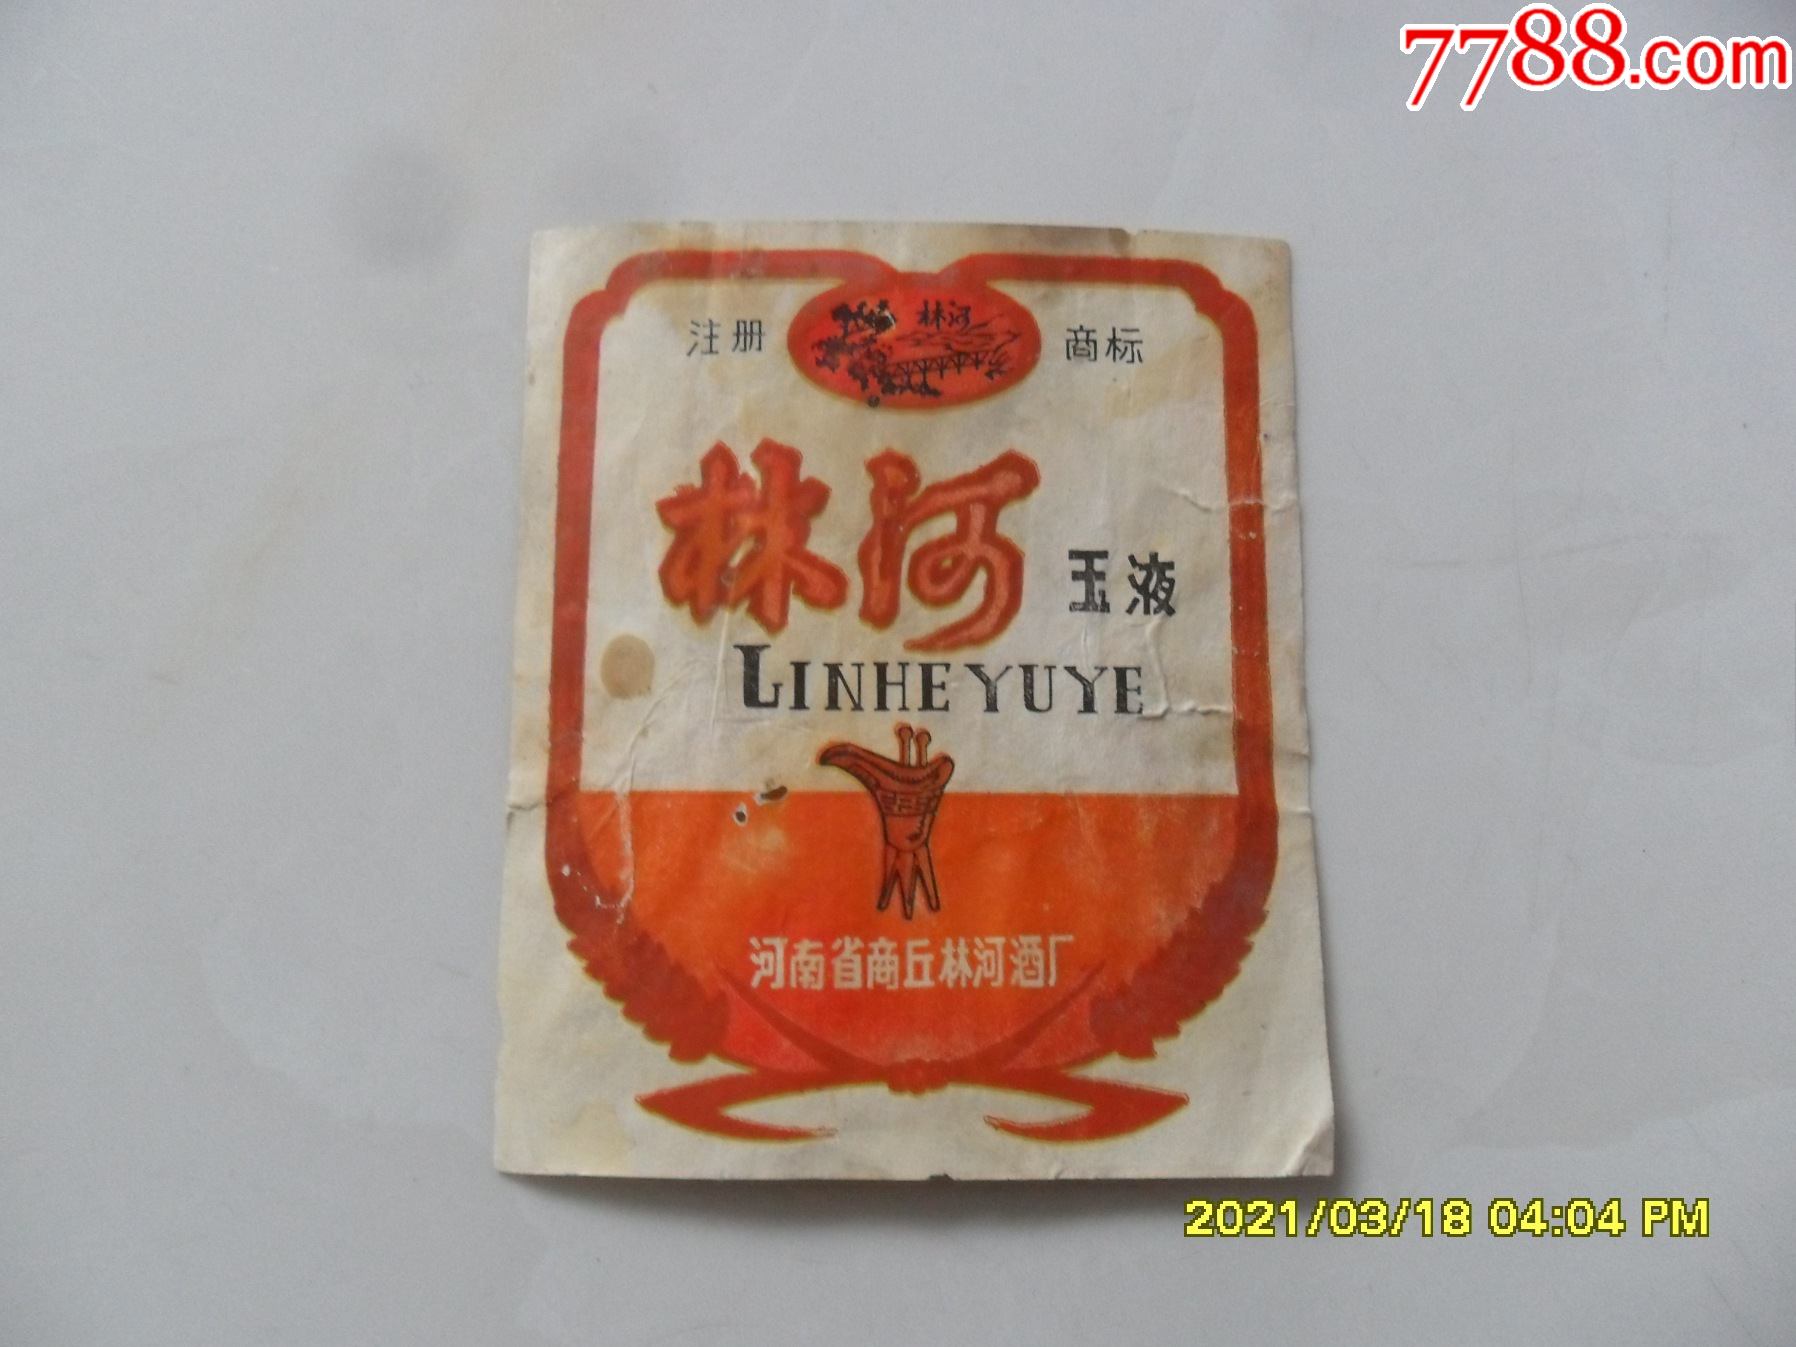 7788.com
注册 林河 商标
林河 玉液
LINHE YUYE
河南省商丘林河酒厂
2021/03/18 04:04 PM